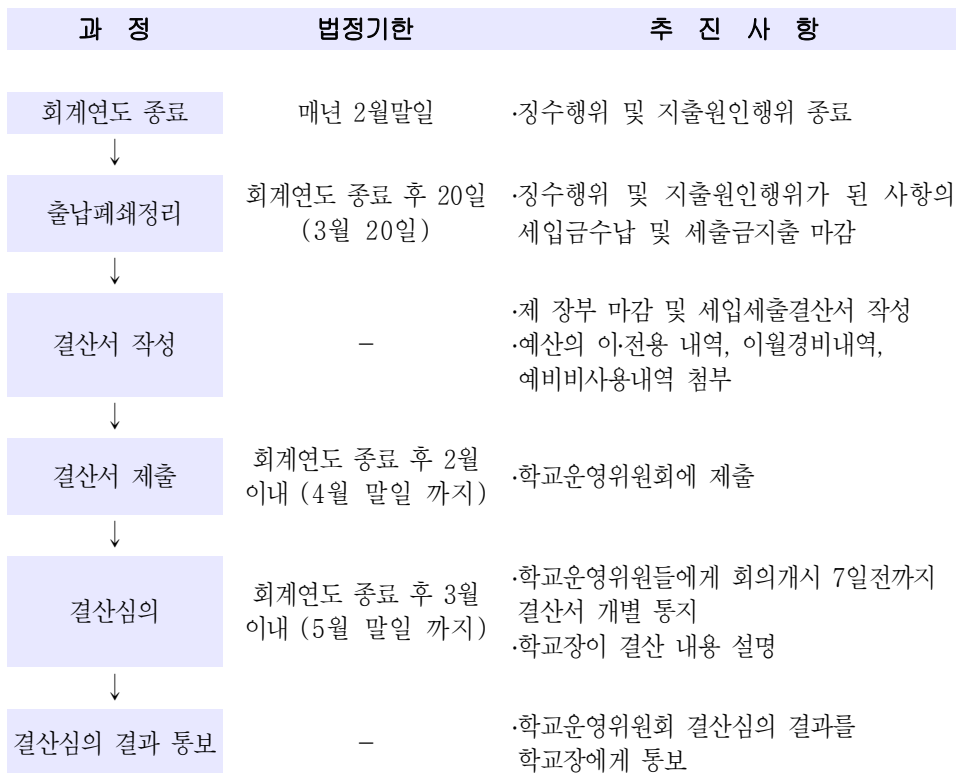 과 정 법정기한 추 진 사 항
회계연도 종료 매년 2월말일 ·징수행위 및 지출원인행위 종료
↓
출납폐쇄정리 회계연도 종료 후 20일 ·징수행위 및 지출원인행위가 된 사항의
(3월 20일) 세입금수납 및 세출금지출 마감
↓
·제 장부 마감 및 세입세출결산서 작성
결산서 작성 - ·예산의 이·전용 내역, 이월경비내역,
예비비사용내역 첨부
↓
결산서 제출 회계연도 종료 후 2월 ·학교운영위원회에 제출
이내 (4월 말일 까지)
↓
·학교운영위원들에게 회의개시 7일전까지
결산심의 회계연도 종료 후 3월 결산서 개별 통지
이내 (5월 말일 까지) ·학교장이 결산 내용 설명
↓
결산심의 결과 통보 - ·학교운영위원회 결산심의 결과를
학교장에게 통보